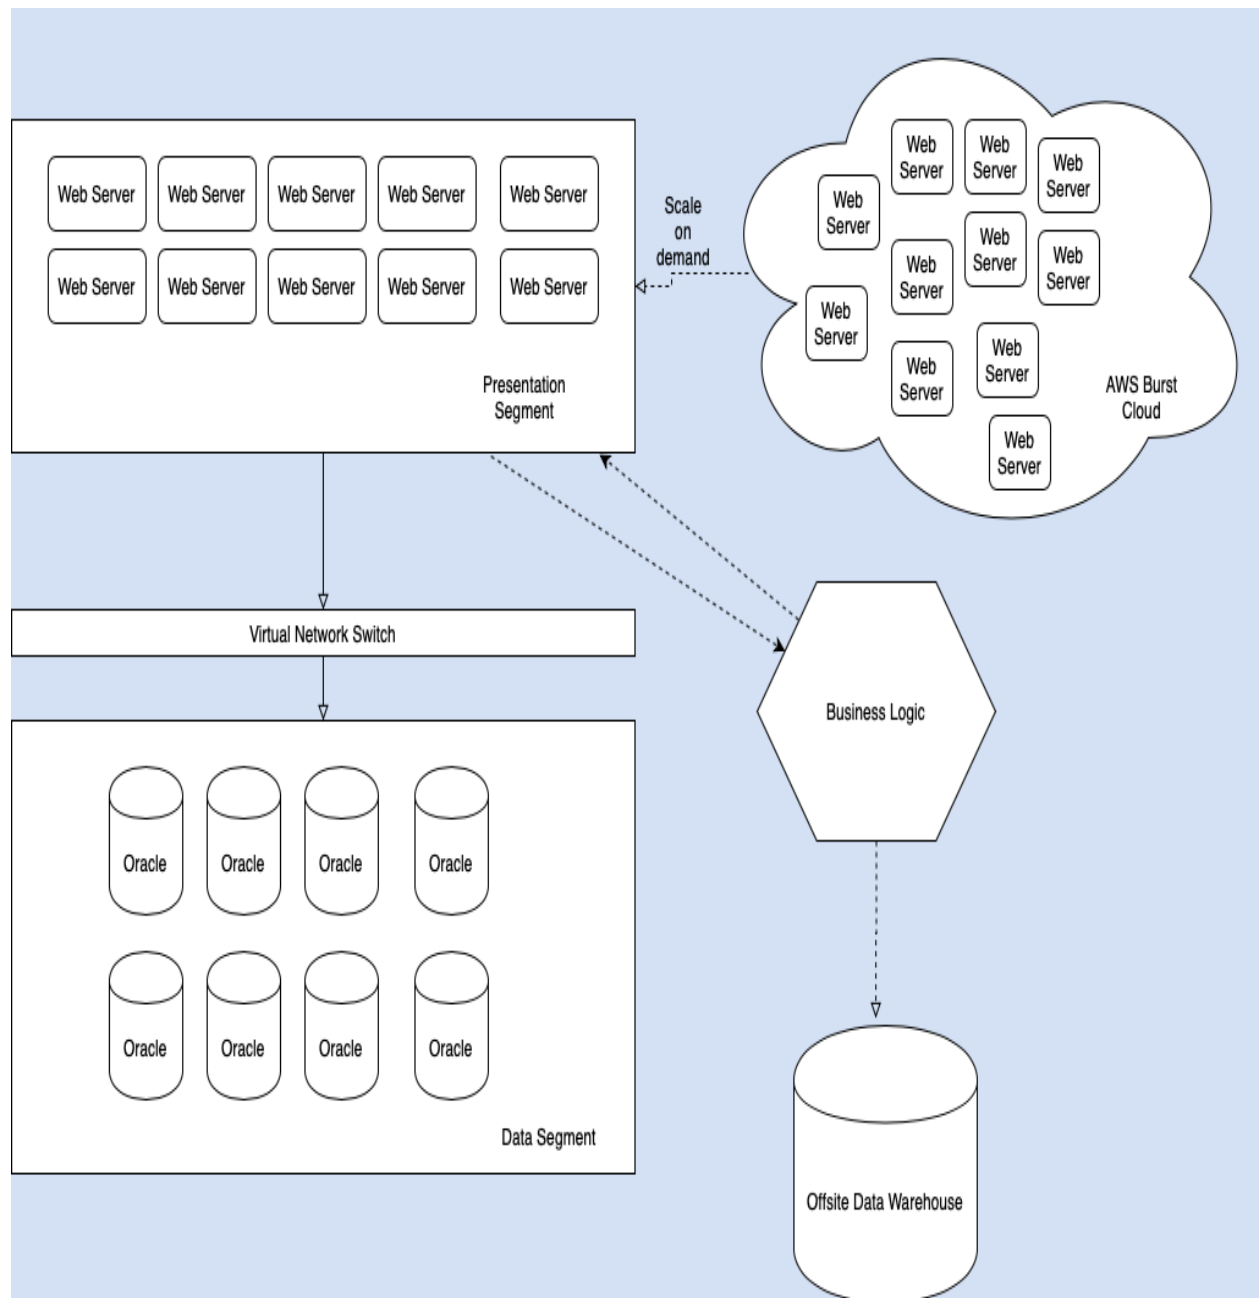 Web Server
Web Server
Web Server
Web Server
Web Server
Web Server
Web Server
Web Server
Web Server
Web Server
Presentation
Segment
Scale
on
demand
Web
Server
Web
Server
Web
Server
Web
Server
Web
Server
Web
Server
Web
Server
Web
Server
Web
Server
Web
Server
Web
Server
AWS Burst
Cloud
Virtual Network Switch
Business Logic
Oracle
Oracle
Oracle
Oracle
Oracle
Oracle
Oracle
Oracle
Data Segment
Offsite Data Warehouse